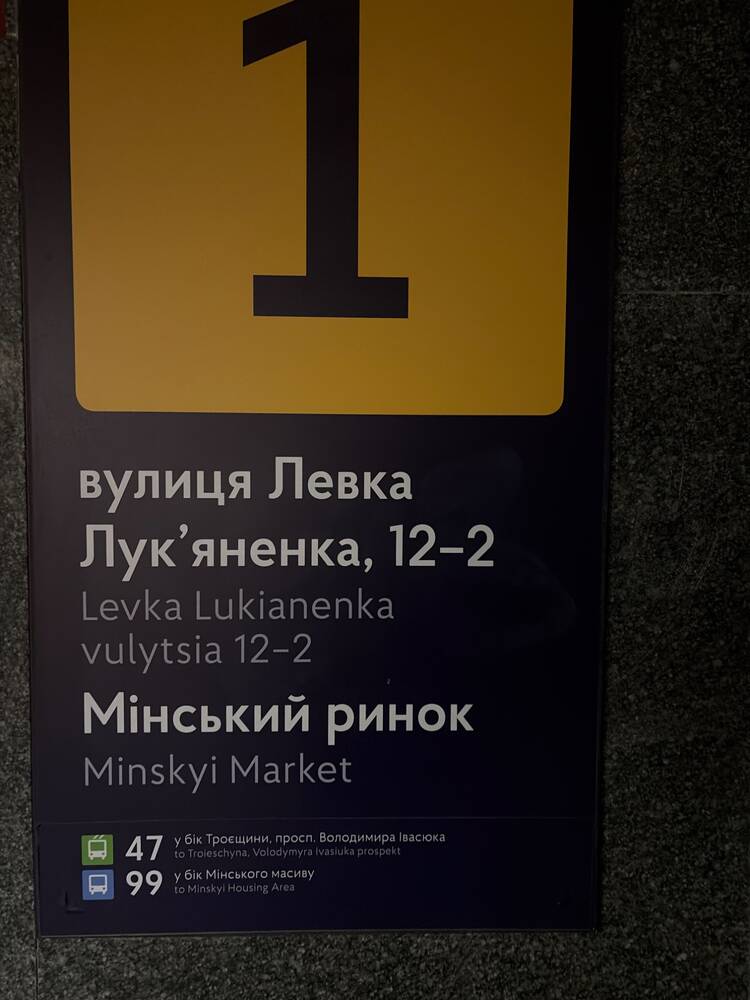 1
вулиця Левка
Лук’яненка, 12–2
Levka Lukianenka
vulytsia 12–2
Мінський ринок
Minskyi Market
47 у бік Троєщини, просп. Володимира Івасюка
to Troieschyna, Volodymyra Ivasiuka prospekt
99 у бік Мінського масиву
to Minskyi Housing Area